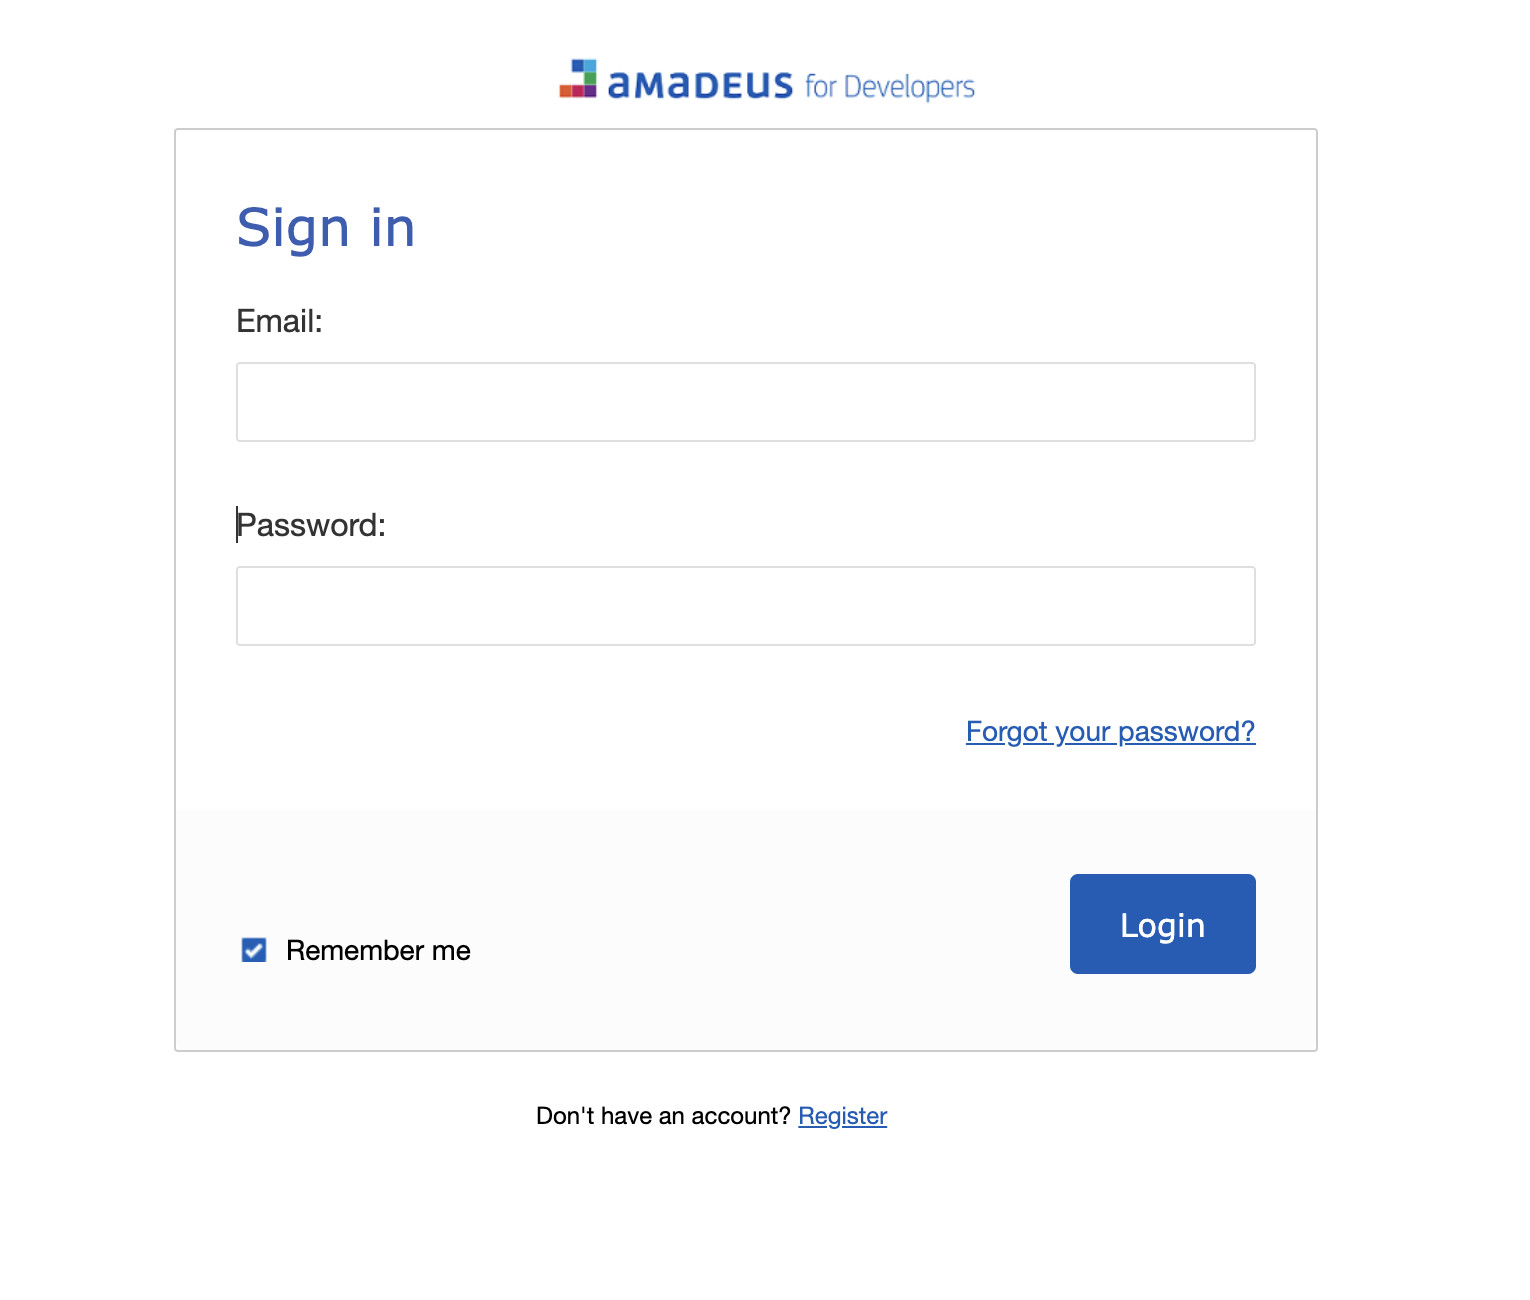 aMaDEUS for Developers
Sign in
Email:
Password:
Forgot your password?
Remember me
Login
Don't have an account? Register